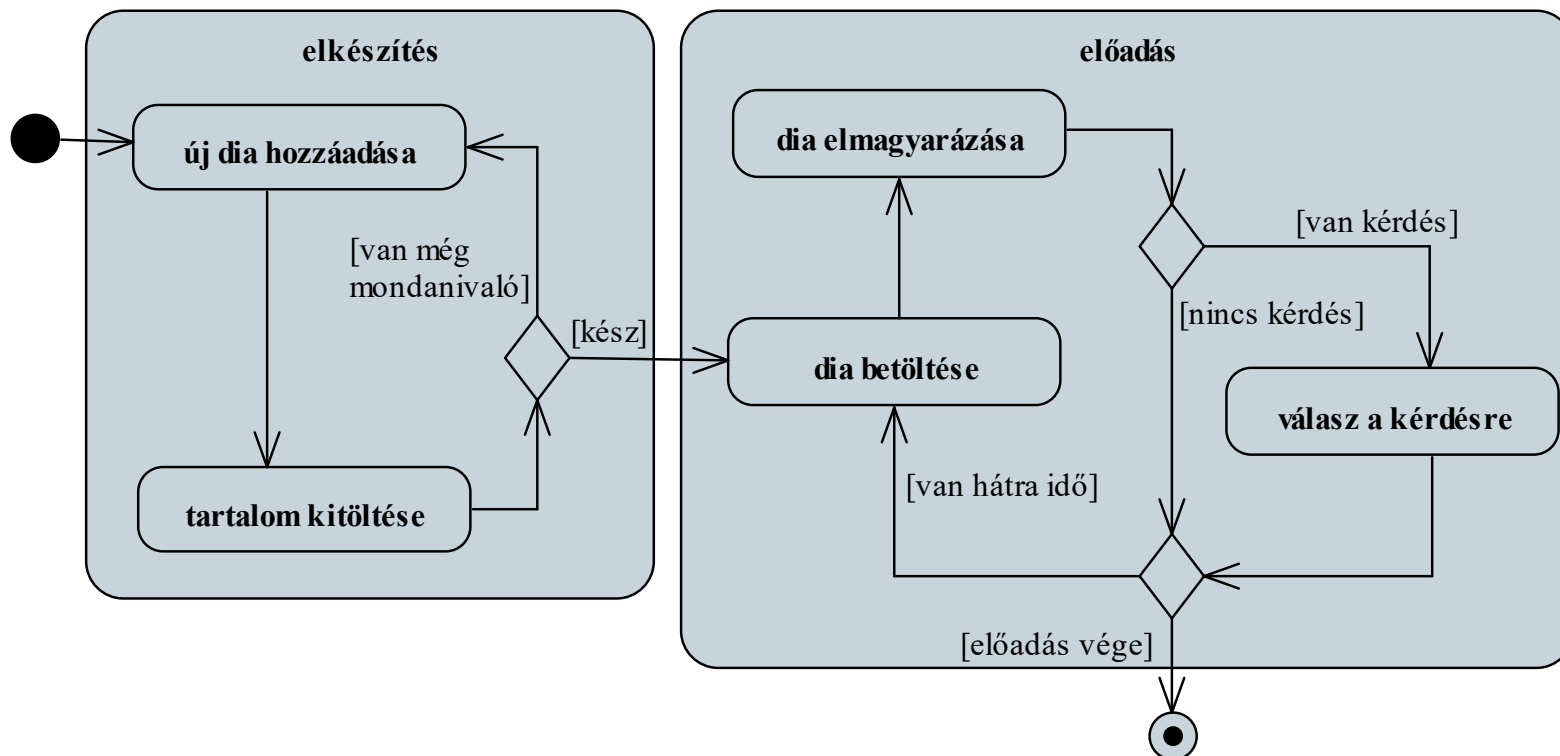 elkészítés
új dia hozzáadása
[van még
mondanivaló]
[kész]
tartalom kitöltése
előadás
dia elmagyarázása
[van kérdés]
[nincs kérdés]
dia betöltése
válasz a kérdésre
[van hátra idő]
[előadás vége]